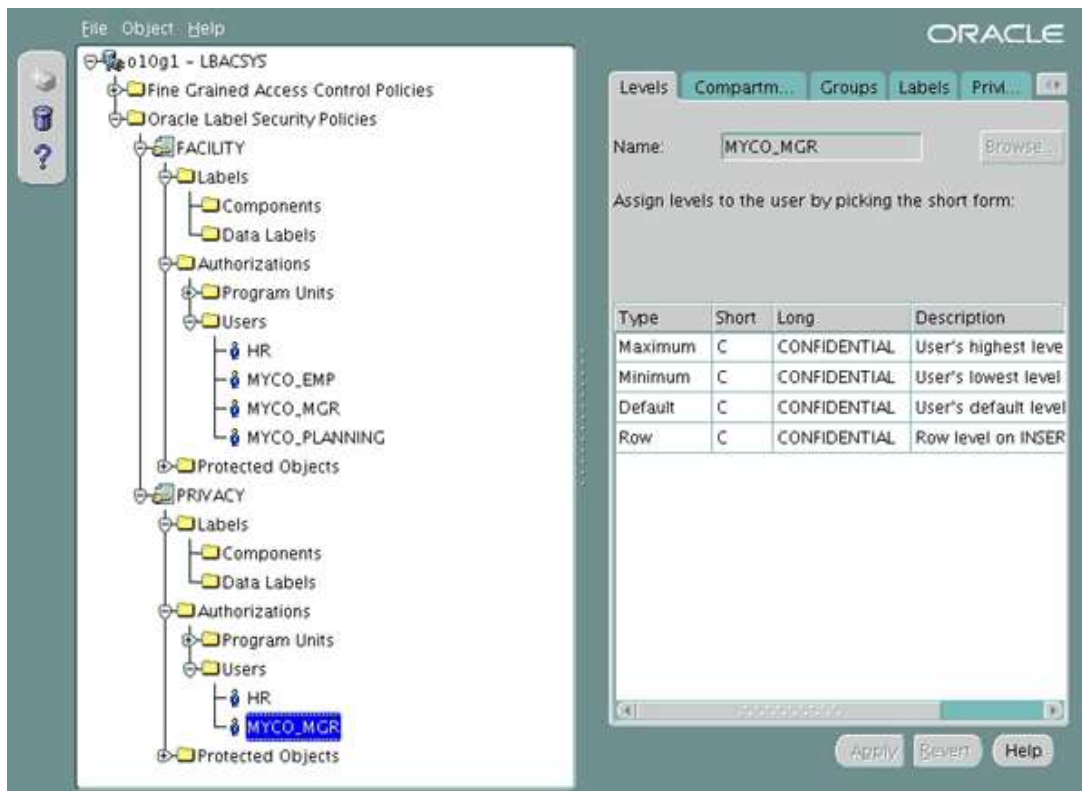 File Object Help
ORACLE
o10g1 - LBACSYS
Fine Grained Access Control Policies
Oracle Label Security Policies
FACILITY
Labels
Components
Data Labels
Authorizations
Program Units
Users
HR
MYCO_EMP
MYCO_MGR
MYCO_PLANNING
Protected Objects
PRIVACY
Labels
Components
Data Labels
Authorizations
Program Units
Users
HR
MYCO_MGR
Protected Objects
?
Levels Compartm... Groups Labels Privi...
Name: MYCO_MGR Browse...
Assign levels to the user by picking the short form:
Type Short Long Description
Maximum C CONFIDENTIAL User's highest leve
Minimum C CONFIDENTIAL User's lowest level
Default C CONFIDENTIAL User's default level
Row C CONFIDENTIAL Row level on INSER
Apply Revert Help